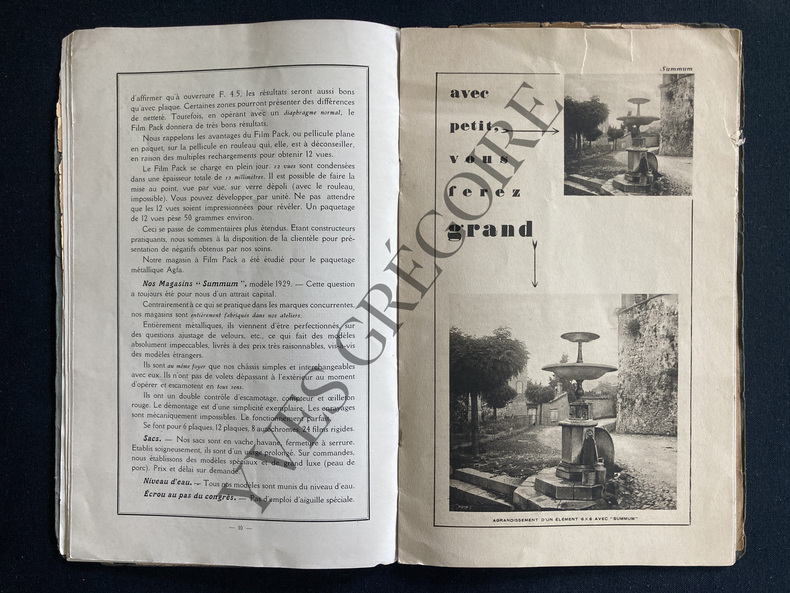 d'affirmer qu'à ouverture F. 4.5, les résultats seront aussi bons
qu'avec plaque. Certaines zones pourront présenter des différences
de netteté. Toutefois, en opérant avec un diaphragme normal, le
Film Pack donnera de très bons résultats.
Nous rappelons les avantages du Film Pack, ou pellicule plane
en paquet, sur la pellicule en rouleau qui, elle, est à déconseiller,
en raison des multiples rechargements pour obtenir 12 vues.
Le Film Pack se charge en plein jour. 12 vues sont condensées
dans une épaisseur totale de 12 millimètres. Il est possible de faire la
mise au point, vue par vue, sur verre dépoli (avec le rouleau,
impossible). Vous pouvez développer par unité. Ne pas attendre
que les 12 vues soient impressionnées pour révéler. Un paquetage
de 12 vues pèse 50 grammes environ.
Ceci se passe de commentaires plus étendus. Etant constructeurs
pratiquants, nous sommes à la disposition de la clientèle pour pré-
sentation de négatifs obtenus par nos soins.
Notre magasin à Film Pack a été étudié pour le paquetage
métallique Agfa.
Nos Magasins "Summum", modèle 1929. — Cette question
a toujours été pour nous d'un attrait capital.
Contrairement à ce qui se pratique dans les marques concurrentes,
nos magasins sont entièrement fabriqués dans nos ateliers.
Entièrement métalliques, ils viennent d'être perfectionnés, sur
des questions ajustage de velours, etc., ce qui fait des modèles
absolument impeccables, livrés à des prix très raisonnables, vis-à-vis
des modèles étrangers.
Ils sont au même foyer que nos châssis simples et interchangeables
avec eux. Ils n'ont pas de volets dépassant à l'extérieur au moment
d'opérer et escamotent en tous sens.
Ils ont un double contrôle d'escamotage, compteur et œilleton
rouge. Le démontage est d'une simplicité exemplaire. Les enrayages
sont mécaniquement impossibles. Le fonctionnement parfait.
Se font pour 6 plaques, 12 plaques, 8 autochromes, 24 films rigides.
Sacs. — Nos sacs sont en vache havane, fermeture à serrure.
Etablis soigneusement, ils sont d'un usage prolongé. Sur commandes,
nous établissons des modèles spéciaux et de grand luxe (peau de
porc). Prix et délai sur demande.
Niveau d'eau. — Tous nos modèles sont munis du niveau d'eau.
Écrou au pas du congrès. — Pas d'emploi d'aiguille spéciale.
Summum
avec
petit,
vous
ferez
grand
AGRANDISSEMENT D'UN ÉLÉMENT 6 X 6 AVEC "SUMMUM"
YVES GRÉGOIRE